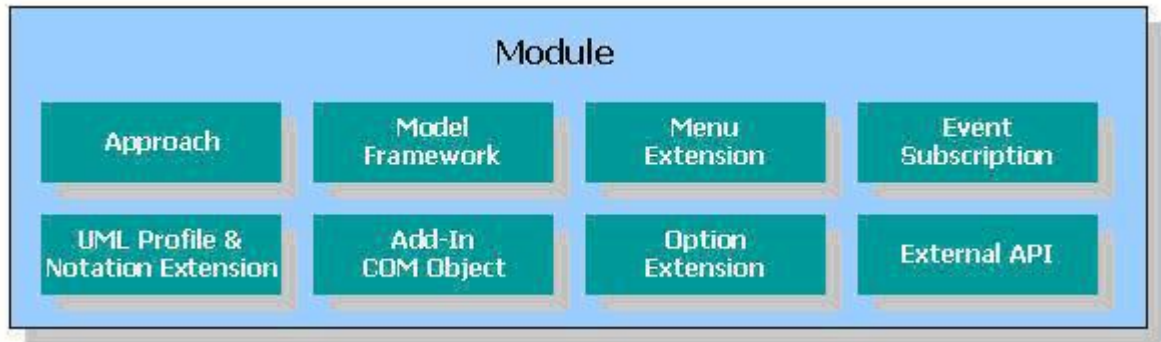 Module
Approach
Model
Framework
Menu
Extension
Event
Subscription
UML Profile &
Notation Extension
Add-In
COM Object
Option
Extension
External API